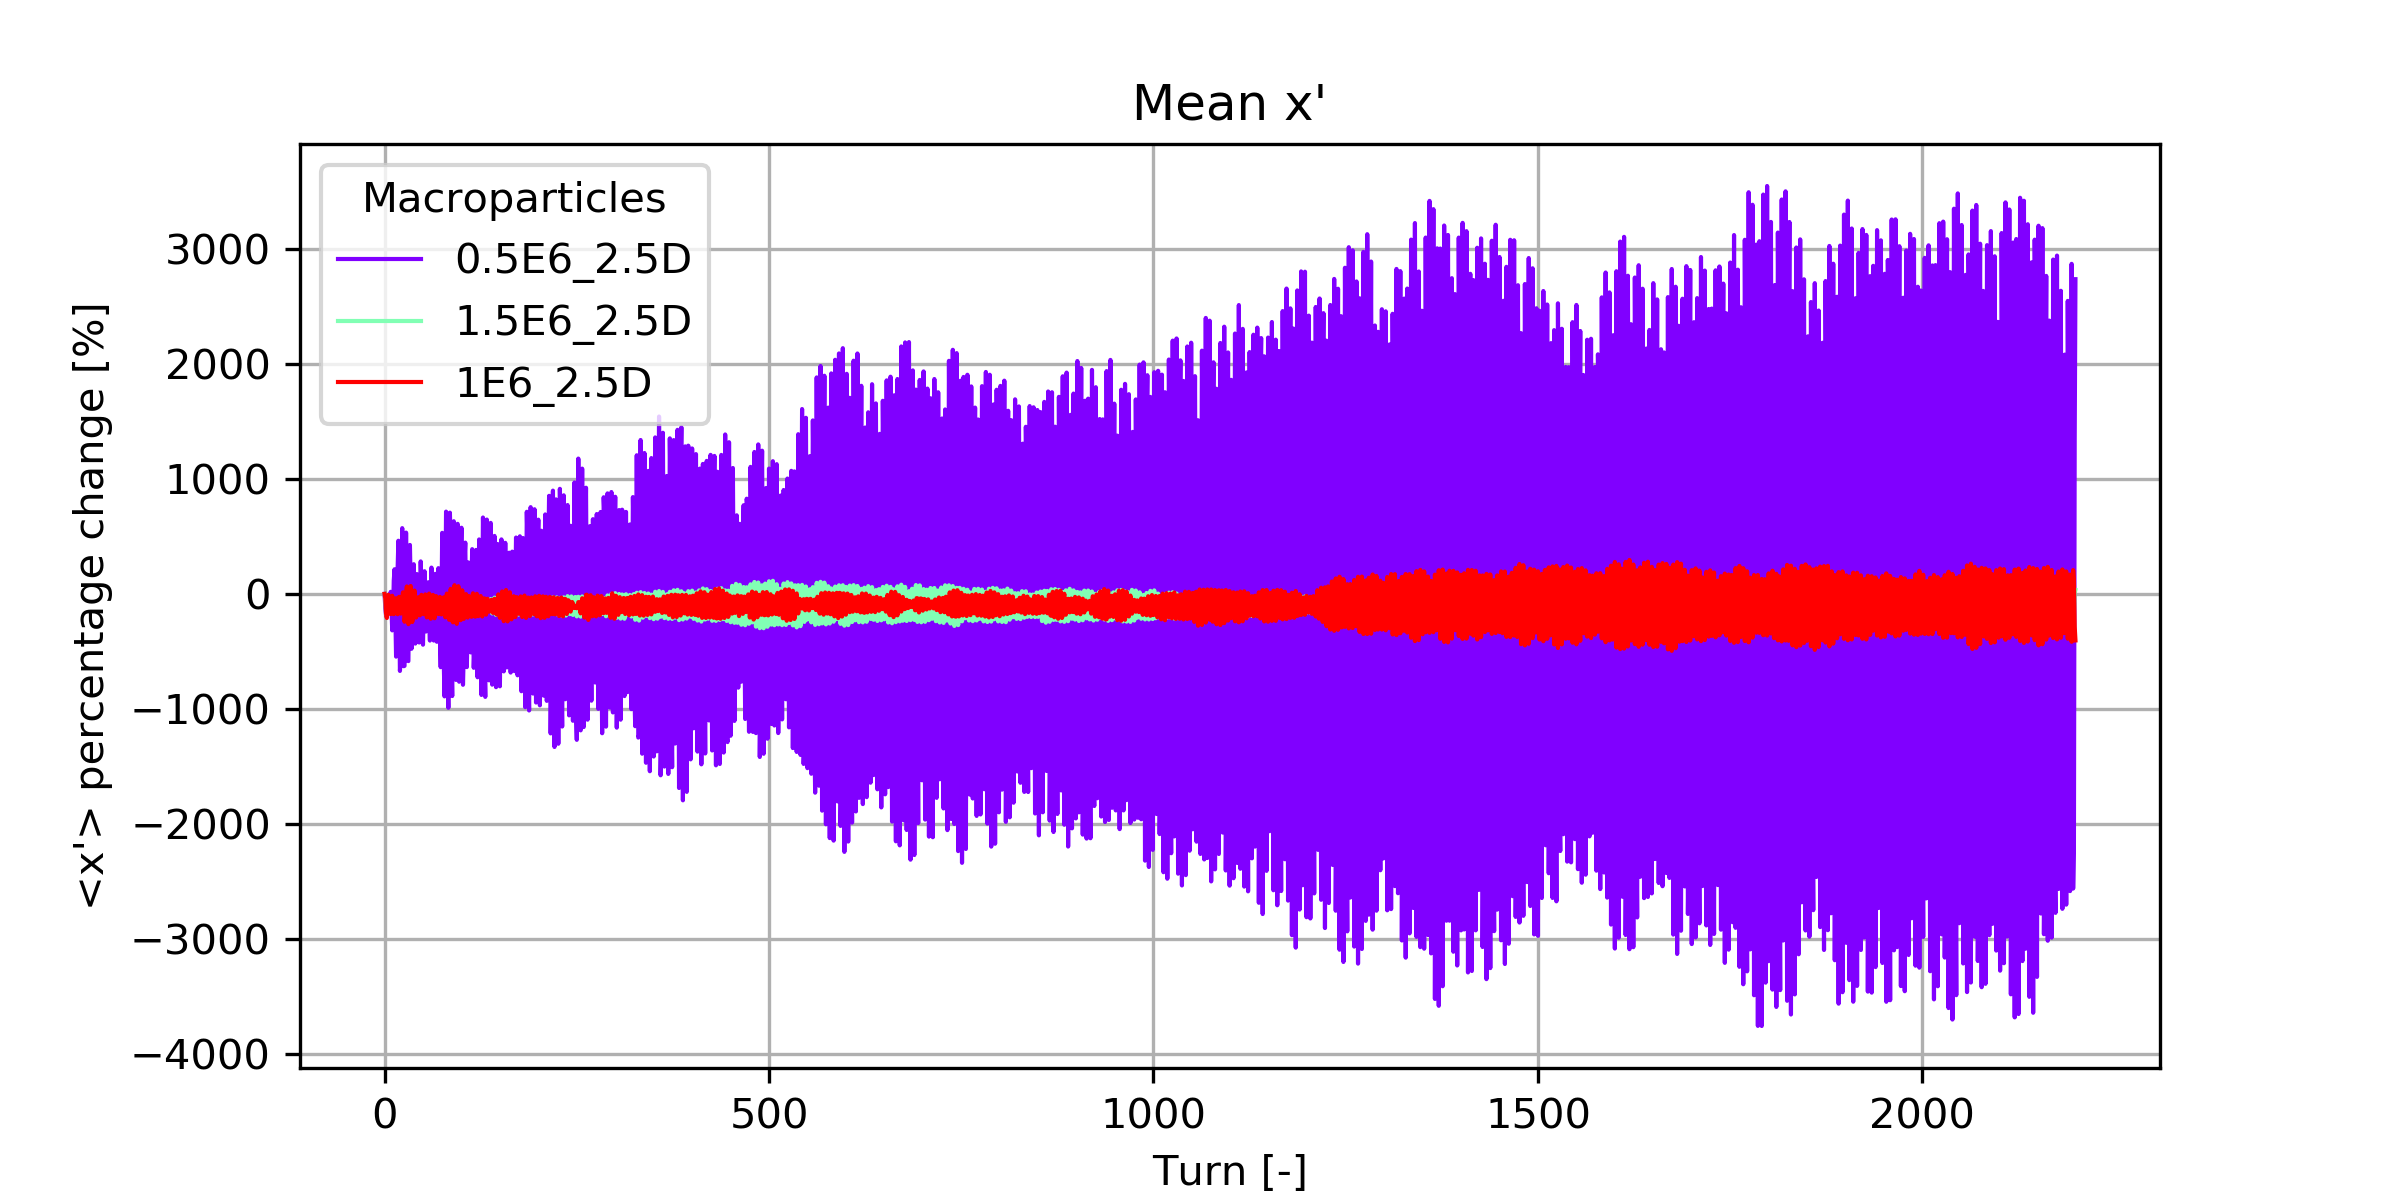 Mean x'
Macroparticles
0.5E6_2.5D
1.5E6_2.5D
1E6_2.5D
<x'> percentage change [%]
3000
2000
1000
0
−1000
−2000
−3000
−4000
0 500 1000 1500 2000
Turn [-]